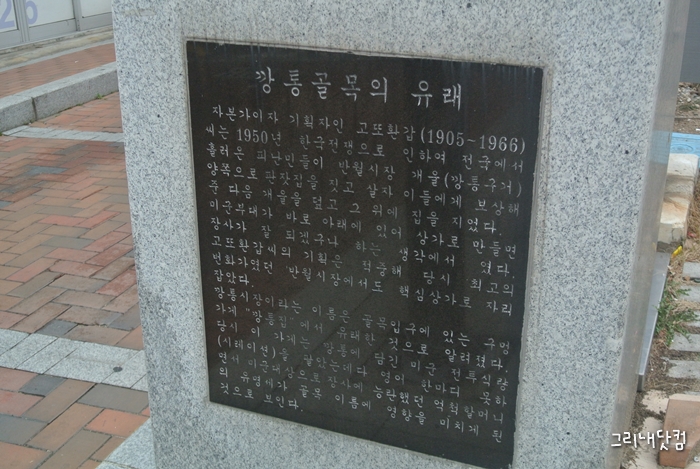 26
깡통골목의 유래
자본가이자 기획자인 고또환갑(1905~1966)
씨는 1950년 한국전쟁으로 인하여 전국에서
흘러온 피난민들이 반월시장 개울(깡통구거)
양쪽으로 판잣집을 짓고 살자 이들에게 보상해
준 다음 개울을 덮고 그 위에 집을 지었다.
미군부대가 바로 아래에 있어 상가로 만들면
장사가 잘 되겠구나 하는 생각에서 였다.
고또환갑씨의 기획은 적중해 당시 최고의
번화가였던 반월시장에서도 핵심상가로 자리
잡았다.
깡통시장이라는 이름은 골목입구에 있는 구멍
가게 "깡통집"에서 유래한 것으로 알려졌다.
당시 이 가게는 깡통에 담긴 미군 전투식량
(시레이션)을 팔았는데다 영어 한마디 못하
면서 미군대상으로 장사에 능란했던 억척할머니
의 유명세가 골목 이름에 영향을 미치게 된
것으로 보인다.
그리내닷컴